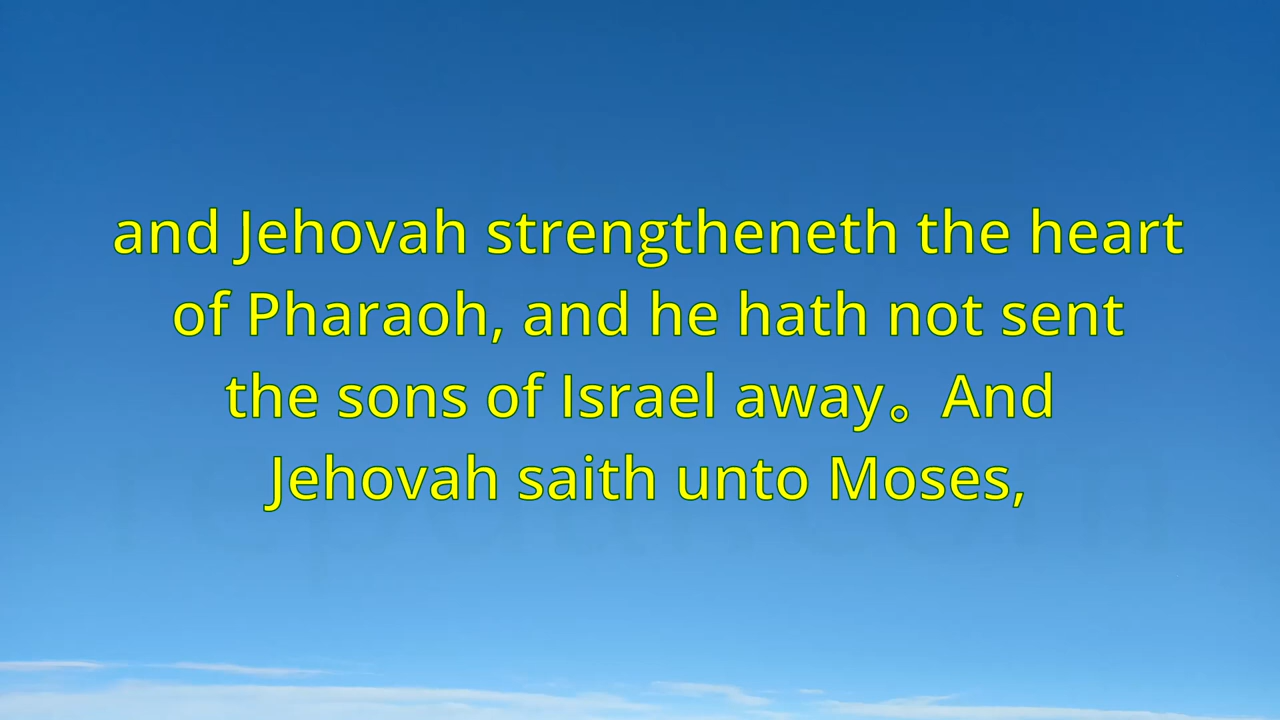 and Jehovah strengtheneth the heart
of Pharaoh, and he hath not sent
the sons of Israel away。And
Jehovah saith unto Moses,